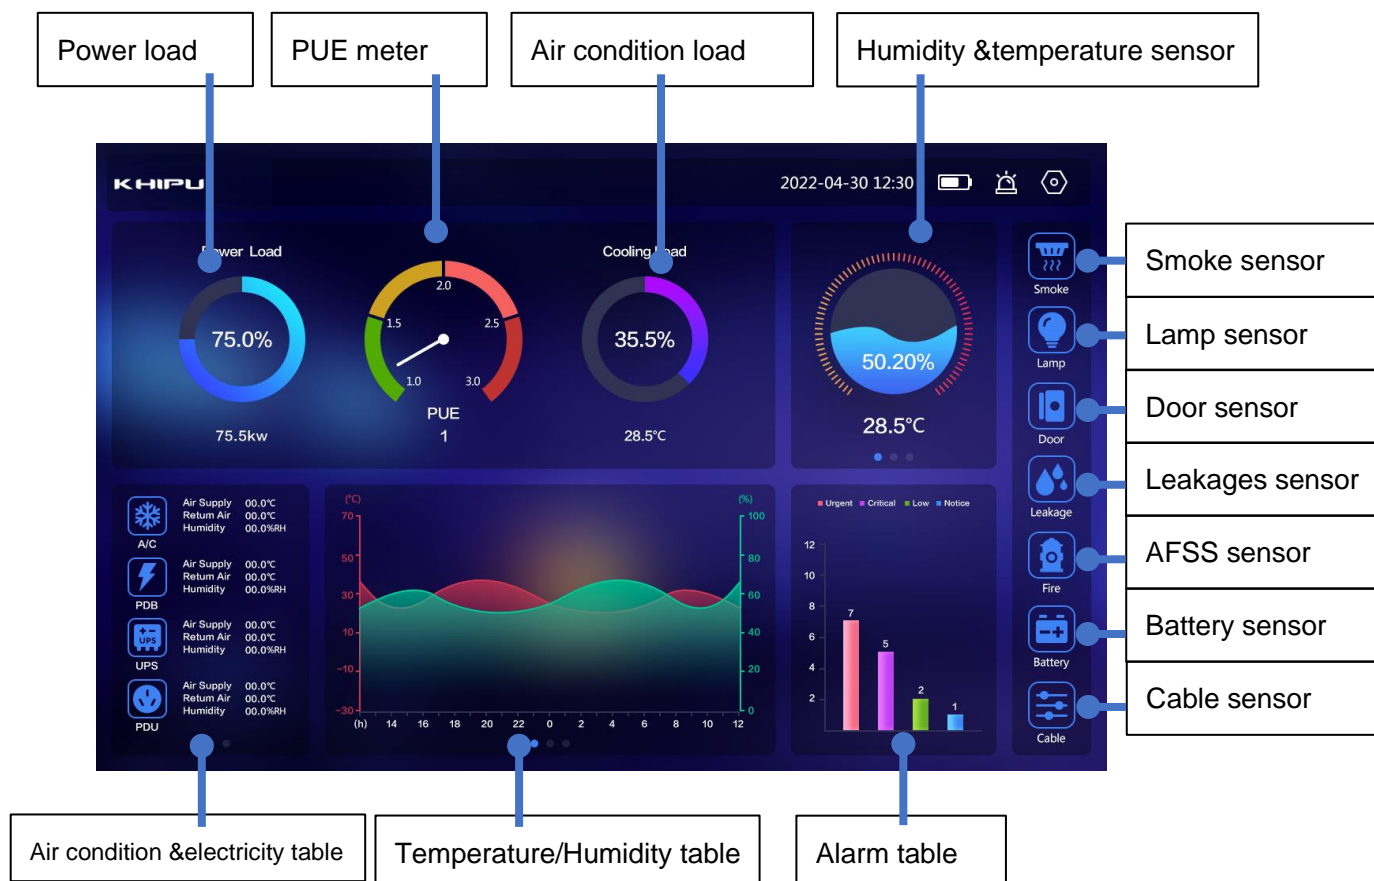 Power load
PUE meter
Air condition load
Humidity &temperature sensor
KHIPU
2022-04-30 12:30
Power Load
75.0%
75.5kw
1.0
1.5
2.0
2.5
3.0
PUE
1
Cooling Load
35.5%
28.5°C
50.20%
28.5°C
Smoke
Lamp
Door
Leakage
Fire
Battery
Cable
Smoke sensor
Lamp sensor
Door sensor
Leakages sensor
AFSS sensor
Battery sensor
Cable sensor
A/C
Air Supply 00.0°C
Retum Air 00.0°C
Humidity 00.0%RH
PDB
Air Supply 00.0°C
Retum Air 00.0°C
Humidity 00.0%RH
UPS
UPS
Air Supply 00.0°C
Retum Air 00.0°C
Humidity 00.0%RH
PDU
Air Supply 00.0°C
Retum Air 00.0°C
Humidity 00.0%RH
(°C)
70
50
30
10
-10
-30
(%)
100
80
60
40
20
0
(h) 14 16 18 20 22 0 2 4 6 8 10 12
Urgent Critical Low Notice
12
10
8
6
4
2
7
5
2
1
Air condition &electricity table
Temperature/Humidity table
Alarm table